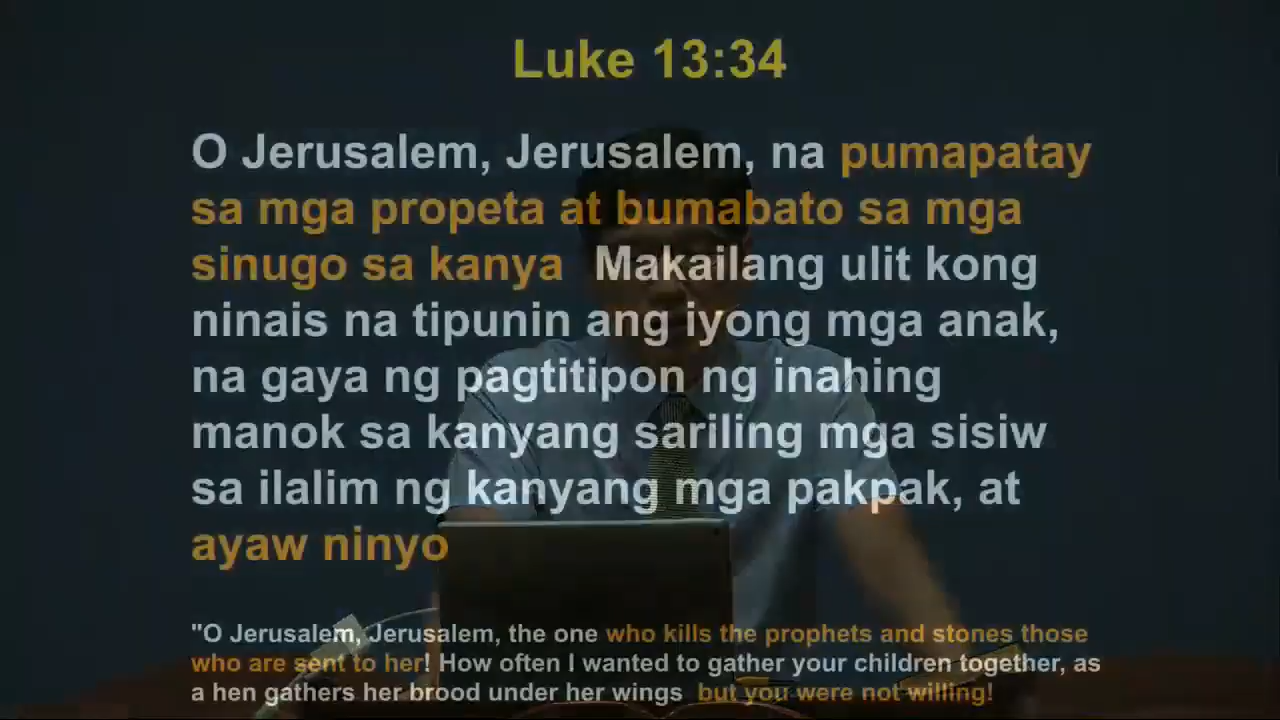 Luke 13:34
O Jerusalem, Jerusalem, na pumapatay
sa mga propeta at bumabato sa mga
sinugo sa kanya Makailang ulit kong
ninais na tipunin ang iyong mga anak,
na gaya ng pagtitipon ng inahing
manok sa kanyang sariling mga sisiw
sa ilalim ng kanyang mga pakpak, at
ayaw ninyo
"O Jerusalem, Jerusalem, the one who kills the prophets and stones those
who are sent to her! How often I wanted to gather your children together, as
a hen gathers her brood under her wings but you were not willing!